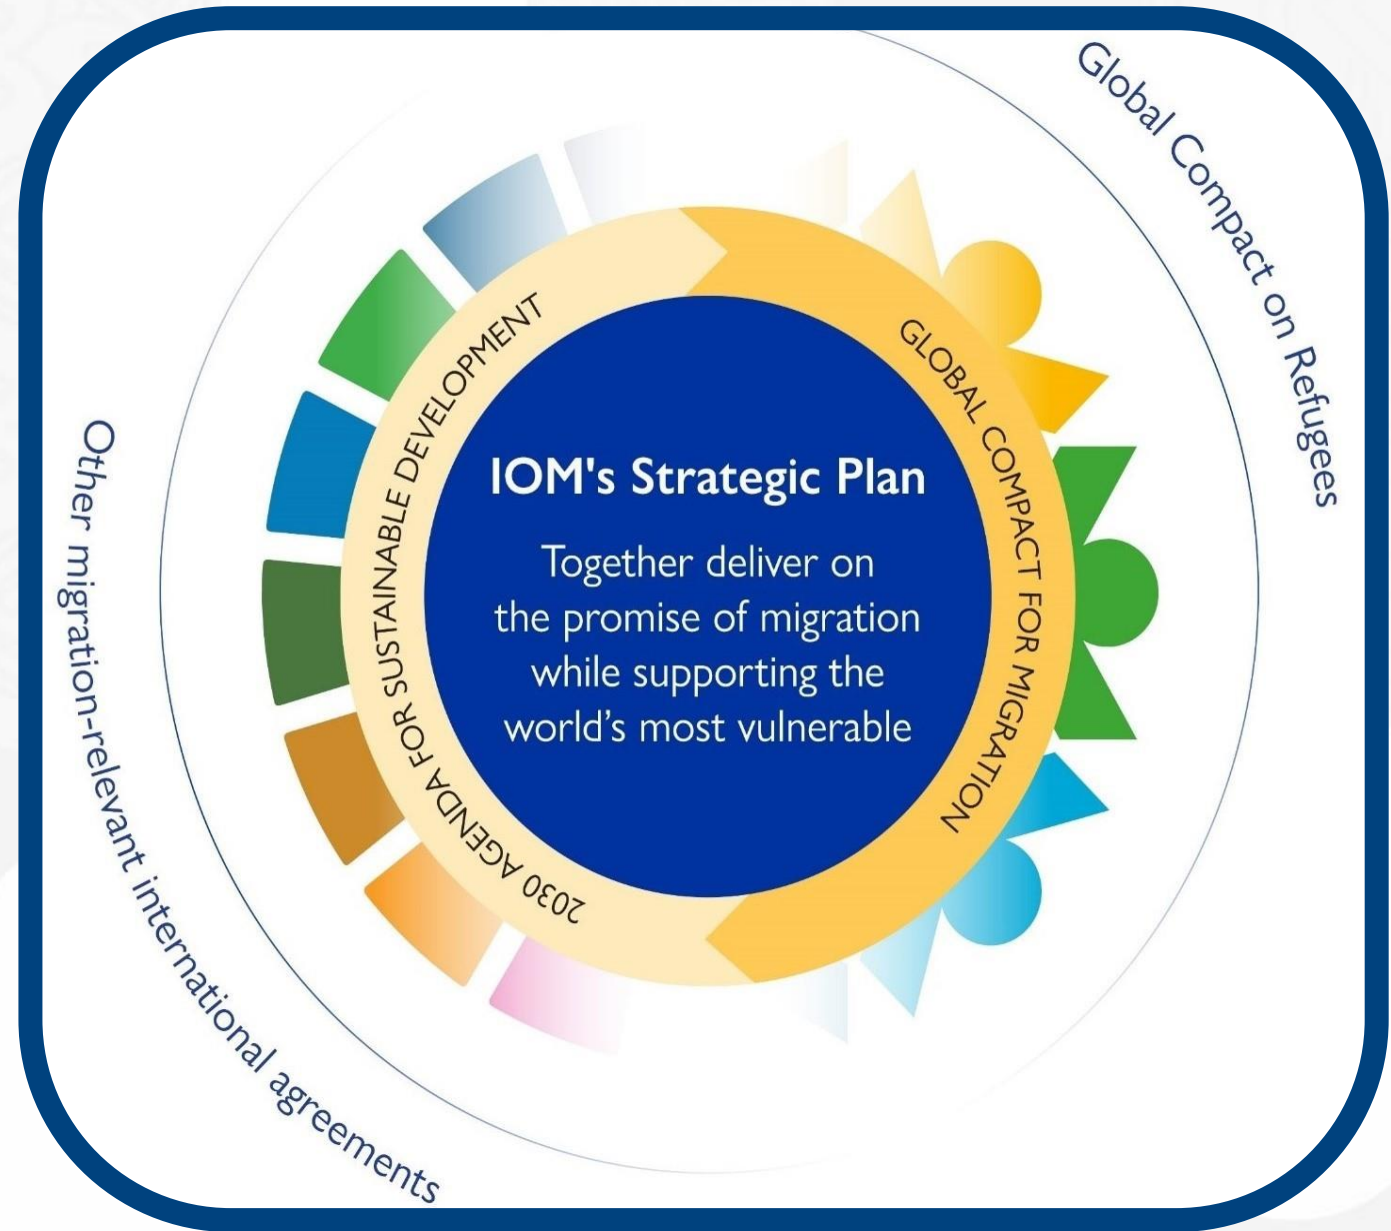 Global Compact on Refugees
2030 AGENDA FOR SUSTAINABLE DEVELOPMENT
GLOBAL COMPACT FOR MIGRATION
IOM's Strategic Plan
Together deliver on
the promise of migration
while supporting the
world’s most vulnerable
Other migration-relevant international agreements